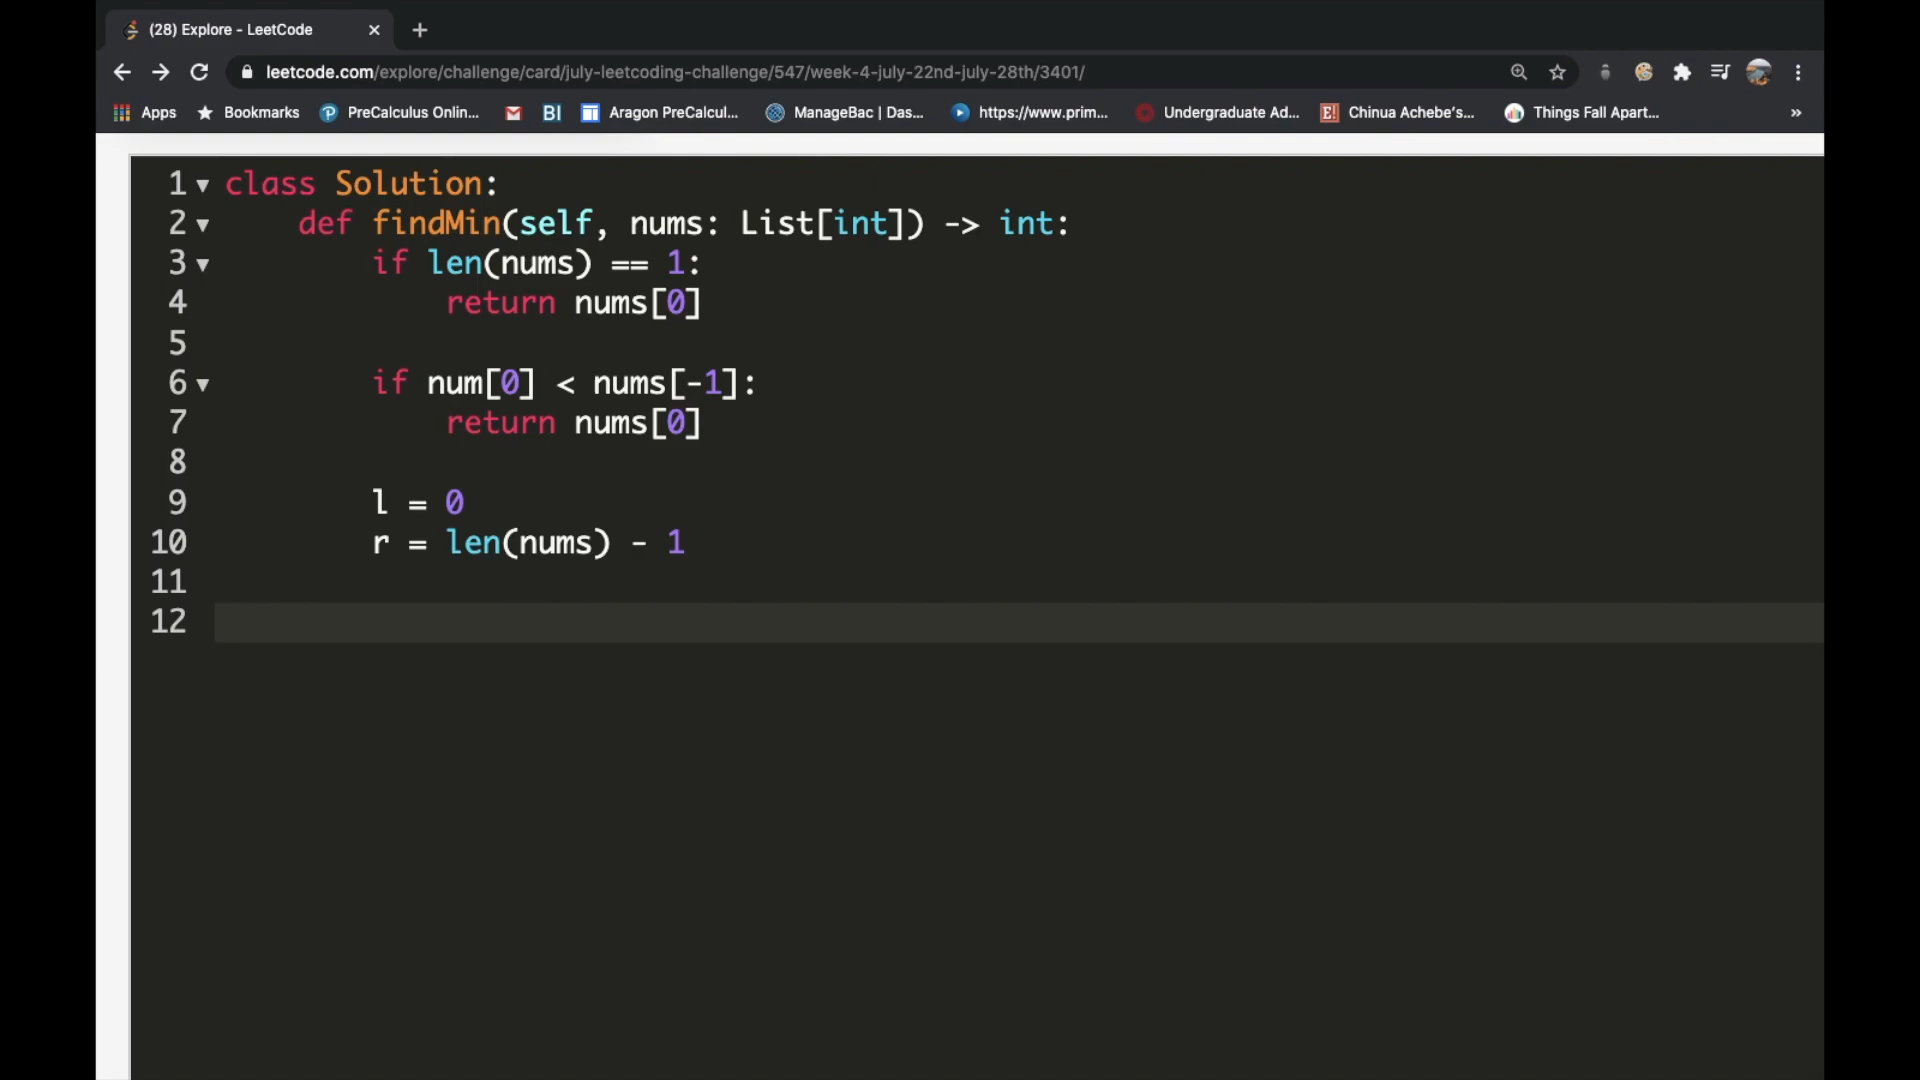 (28) Explore - LeetCode
leetcode.com/explore/challenge/card/july-leetcoding-challenge/547/week-4-july-22nd-july-28th/3401/
Apps Bookmarks PreCalculus Onlin... BI Aragon PreCalcul... ManageBac | Das... https://www.prim... Undergraduate Ad... E! Chinua Achebe's... Things Fall Apart... »
1 class Solution:
2 def findMin(self, nums: List[int]) -> int:
3 if len(nums) == 1:
4 return nums[0]
5
6 if num[0] < nums[-1]:
7 return nums[0]
8
9 l = 0
10 r = len(nums) - 1
11
12